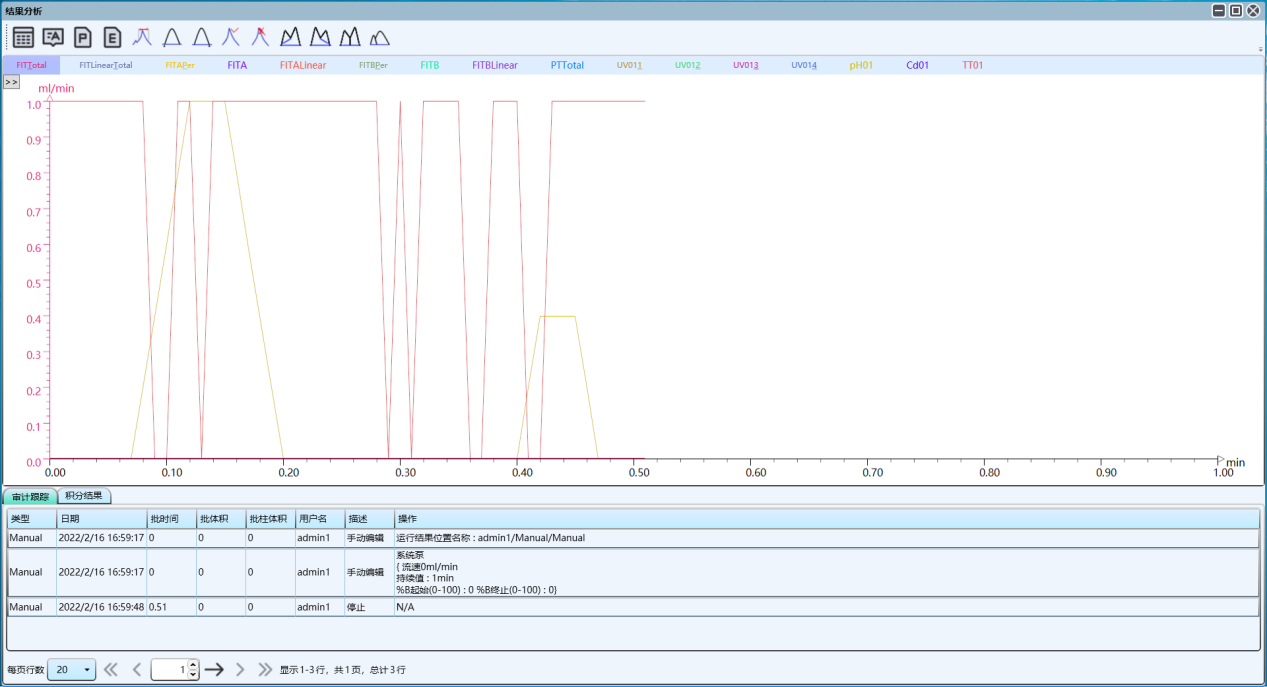 结果分析
FITTotal FITLinearTotal FITAPer FITA FITALinear FITBPer FITB FITBLinear PTTotal UV011 UV012 UV013 UV014 pH01 Cd01 TT01
>>
ml/min
1.0
0.9
0.8
0.7
0.6
0.5
0.4
0.3
0.2
0.1
0.0
0.00 0.10 0.20 0.30 0.40 0.50 0.60 0.70 0.80 0.90 1.00 min
审计跟踪 积分结果
类型 日期 批时间 批体积 批柱体积 用户名 描述 操作
Manual 2022/2/16 16:59:17 0 0 0 admin1 手动编辑 运行结果位置名称 : admin1/Manual/Manual
Manual 2022/2/16 16:59:17 0 0 0 admin1 手动编辑 系统泵
{ 流速0ml/min
持续值 : 1min
%B起始(0-100) : 0 %B终止(0-100) : 0}
Manual 2022/2/16 16:59:48 0.51 0 0 admin1 停止 N/A
每页行数 20 1 显示1-3行，共1页，总计3行